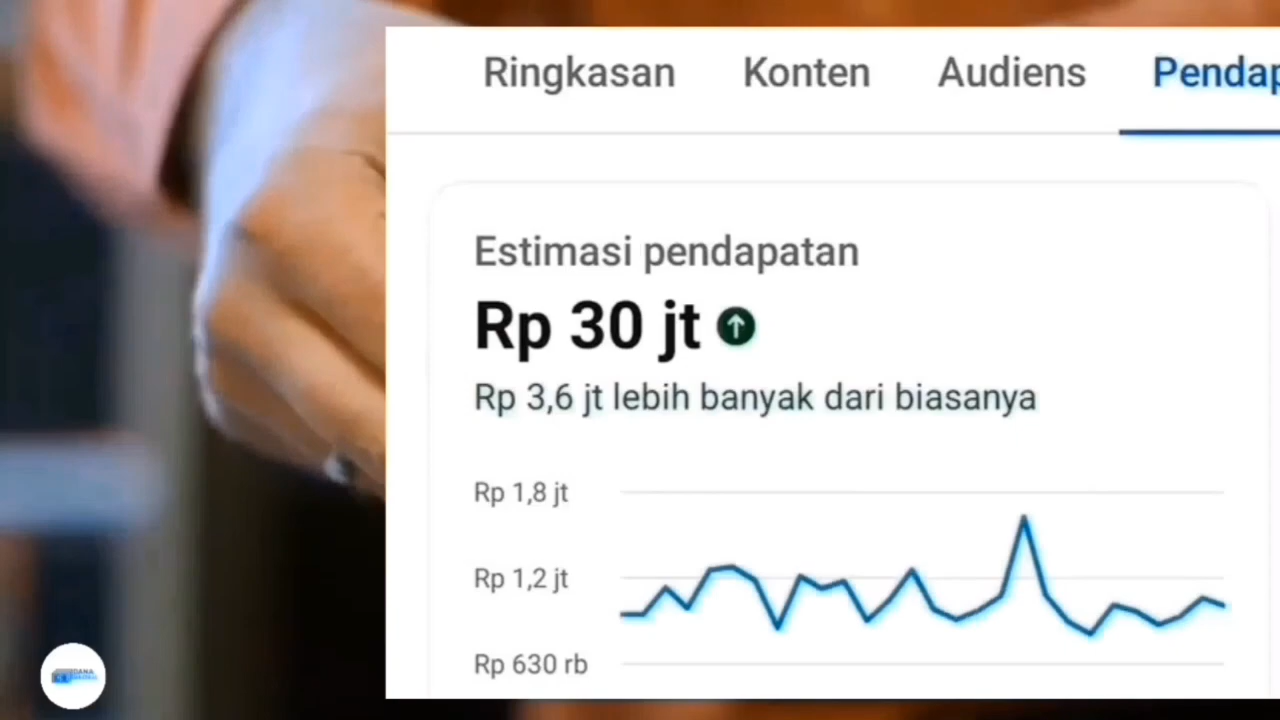 Ringkasan Konten Audiens Pendap
Estimasi pendapatan
Rp 30 jt
Rp 3,6 jt lebih banyak dari biasanya
Rp 1,8 jt
Rp 1,2 jt
Rp 630 rb